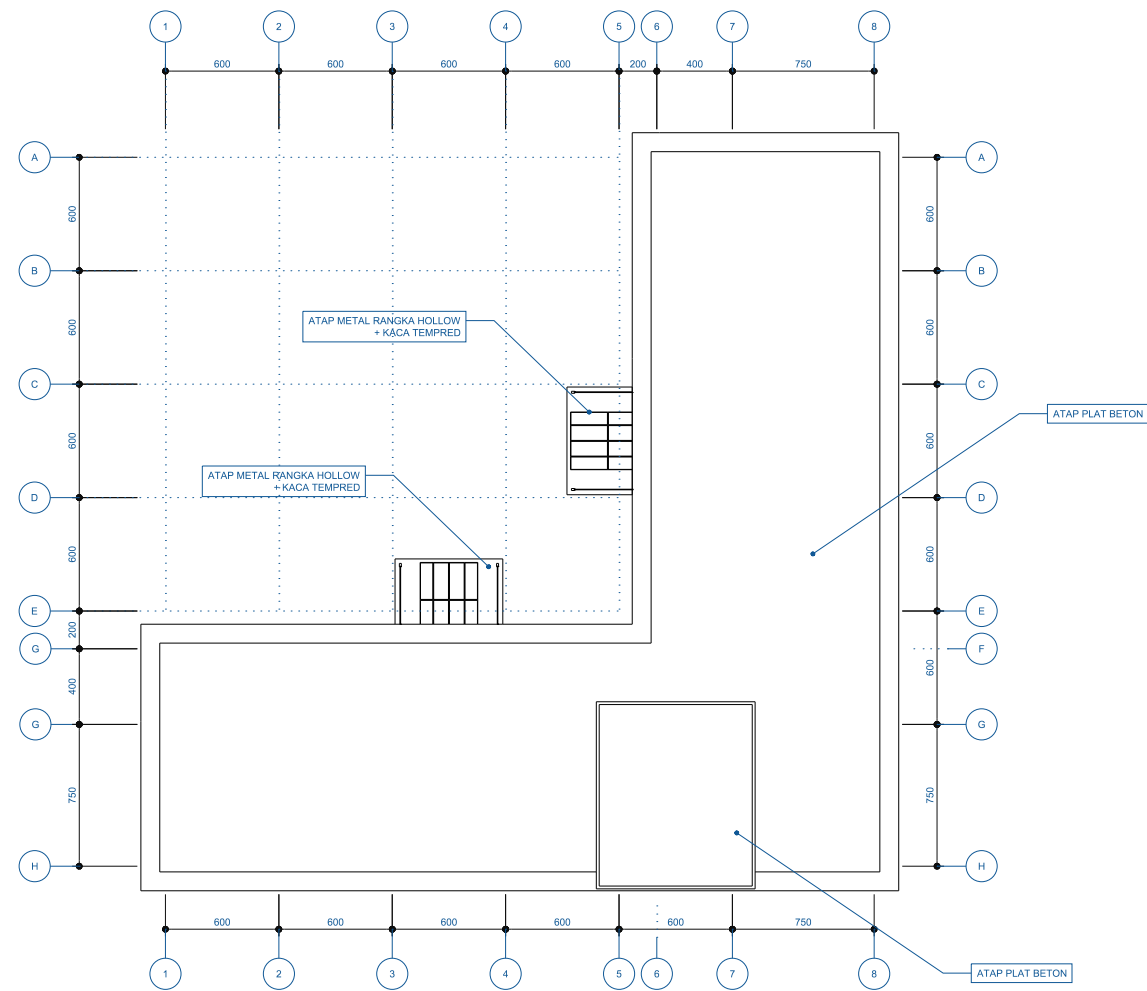 1 2 3 4 5 6 7 8
600 600 600 600 200 400 750
A A
600 600
B B
600 600
ATAP METAL RANGKA HOLLOW
+ KACA TEMPRED
C C
ATAP PLAT BETON
600 600
ATAP METAL RANGKA HOLLOW
+ KACA TEMPRED
D D
600 600
E E
200
G F
600
400
G G
750 750
H H
600 600 600 600 600 750
1 2 3 4 5 6 7 8
ATAP PLAT BETON